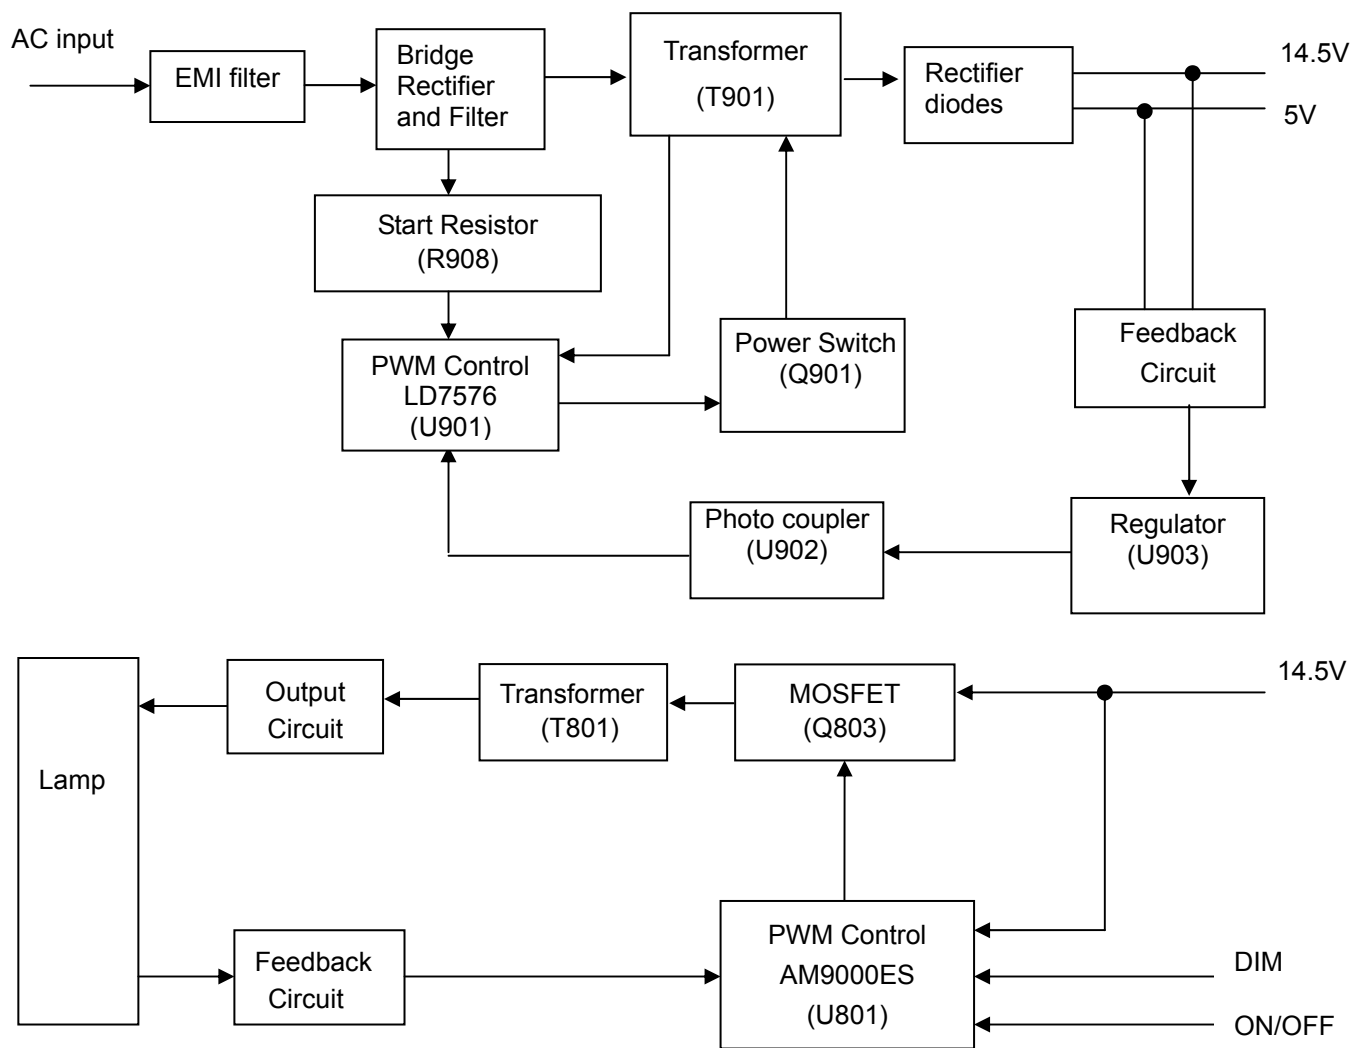 AC input
EMI filter
Bridge
Rectifier
and Filter
Transformer
(T901)
Rectifier
diodes
14.5V
5V
Start Resistor
(R908)
PWM Control
LD7576
(U901)
Power Switch
(Q901)
Feedback
Circuit
Photo coupler
(U902)
Regulator
(U903)
Lamp
Output
Circuit
Transformer
(T801)
MOSFET
(Q803)
14.5V
Feedback
Circuit
PWM Control
AM9000ES
(U801)
DIM
ON/OFF